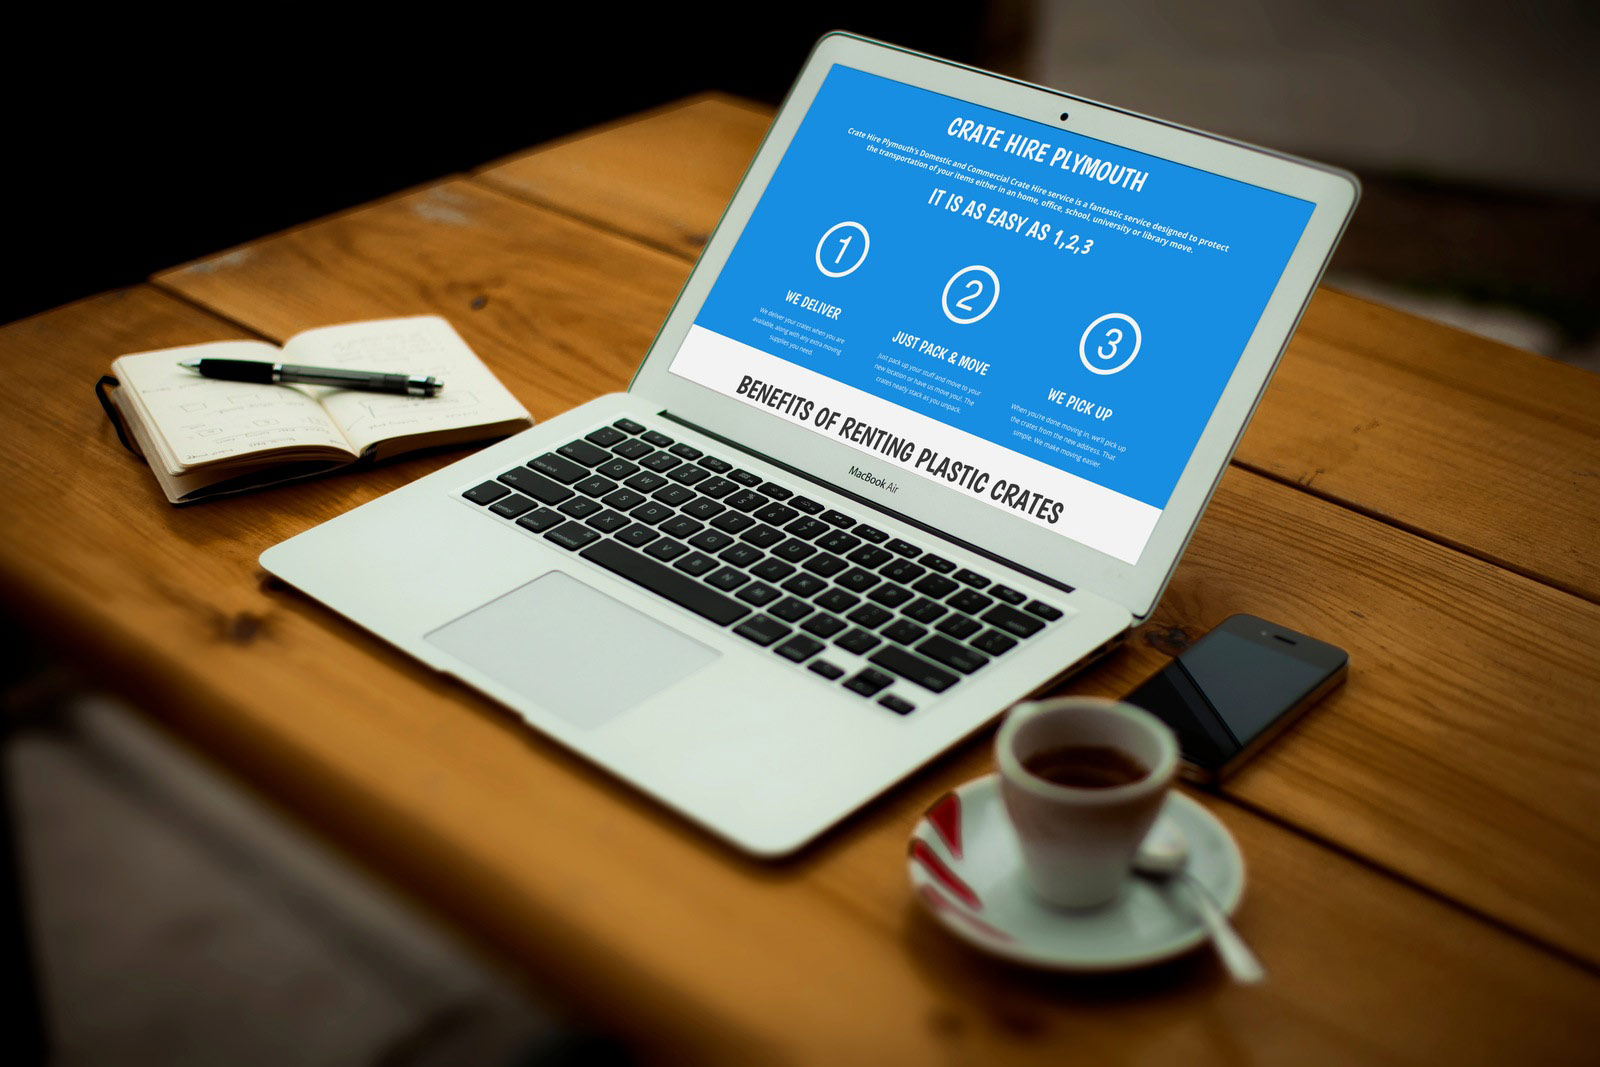 CRATE HIRE PLYMOUTH
Crate Hire Plymouth's Domestic and Commercial Crate Hire service is a fantastic service designed to protect
the transportation of your items either in an home, office, school, university or library move.
IT IS AS EASY AS 1,2,3
1
WE DELIVER
We deliver your crates when you are
available, along with any extra moving
supplies you need.
2
JUST PACK & MOVE
Just pack up your stuff and move to your
new location or have us move you!. The
crates neatly stack as you unpack.
3
WE PICK UP
When you're done moving in, we'll pick up
the crates from the new address. That
simple. We make moving easier.
BENEFITS OF RENTING PLASTIC CRATES
MacBook Air